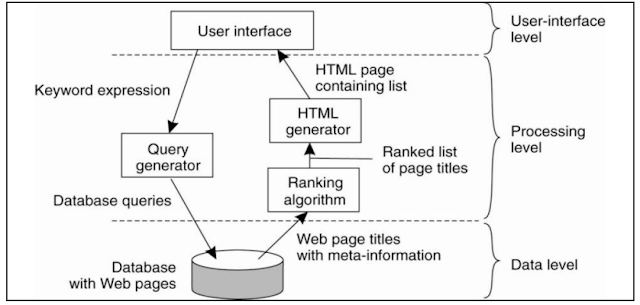 User interface
User-interface
level
HTML page
containing list
Keyword expression
HTML
generator
Processing
level
Query
generator
Ranked list
of page titles
Ranking
algorithm
Database queries
Web page titles
with meta-information
Database
with Web pages
Data level